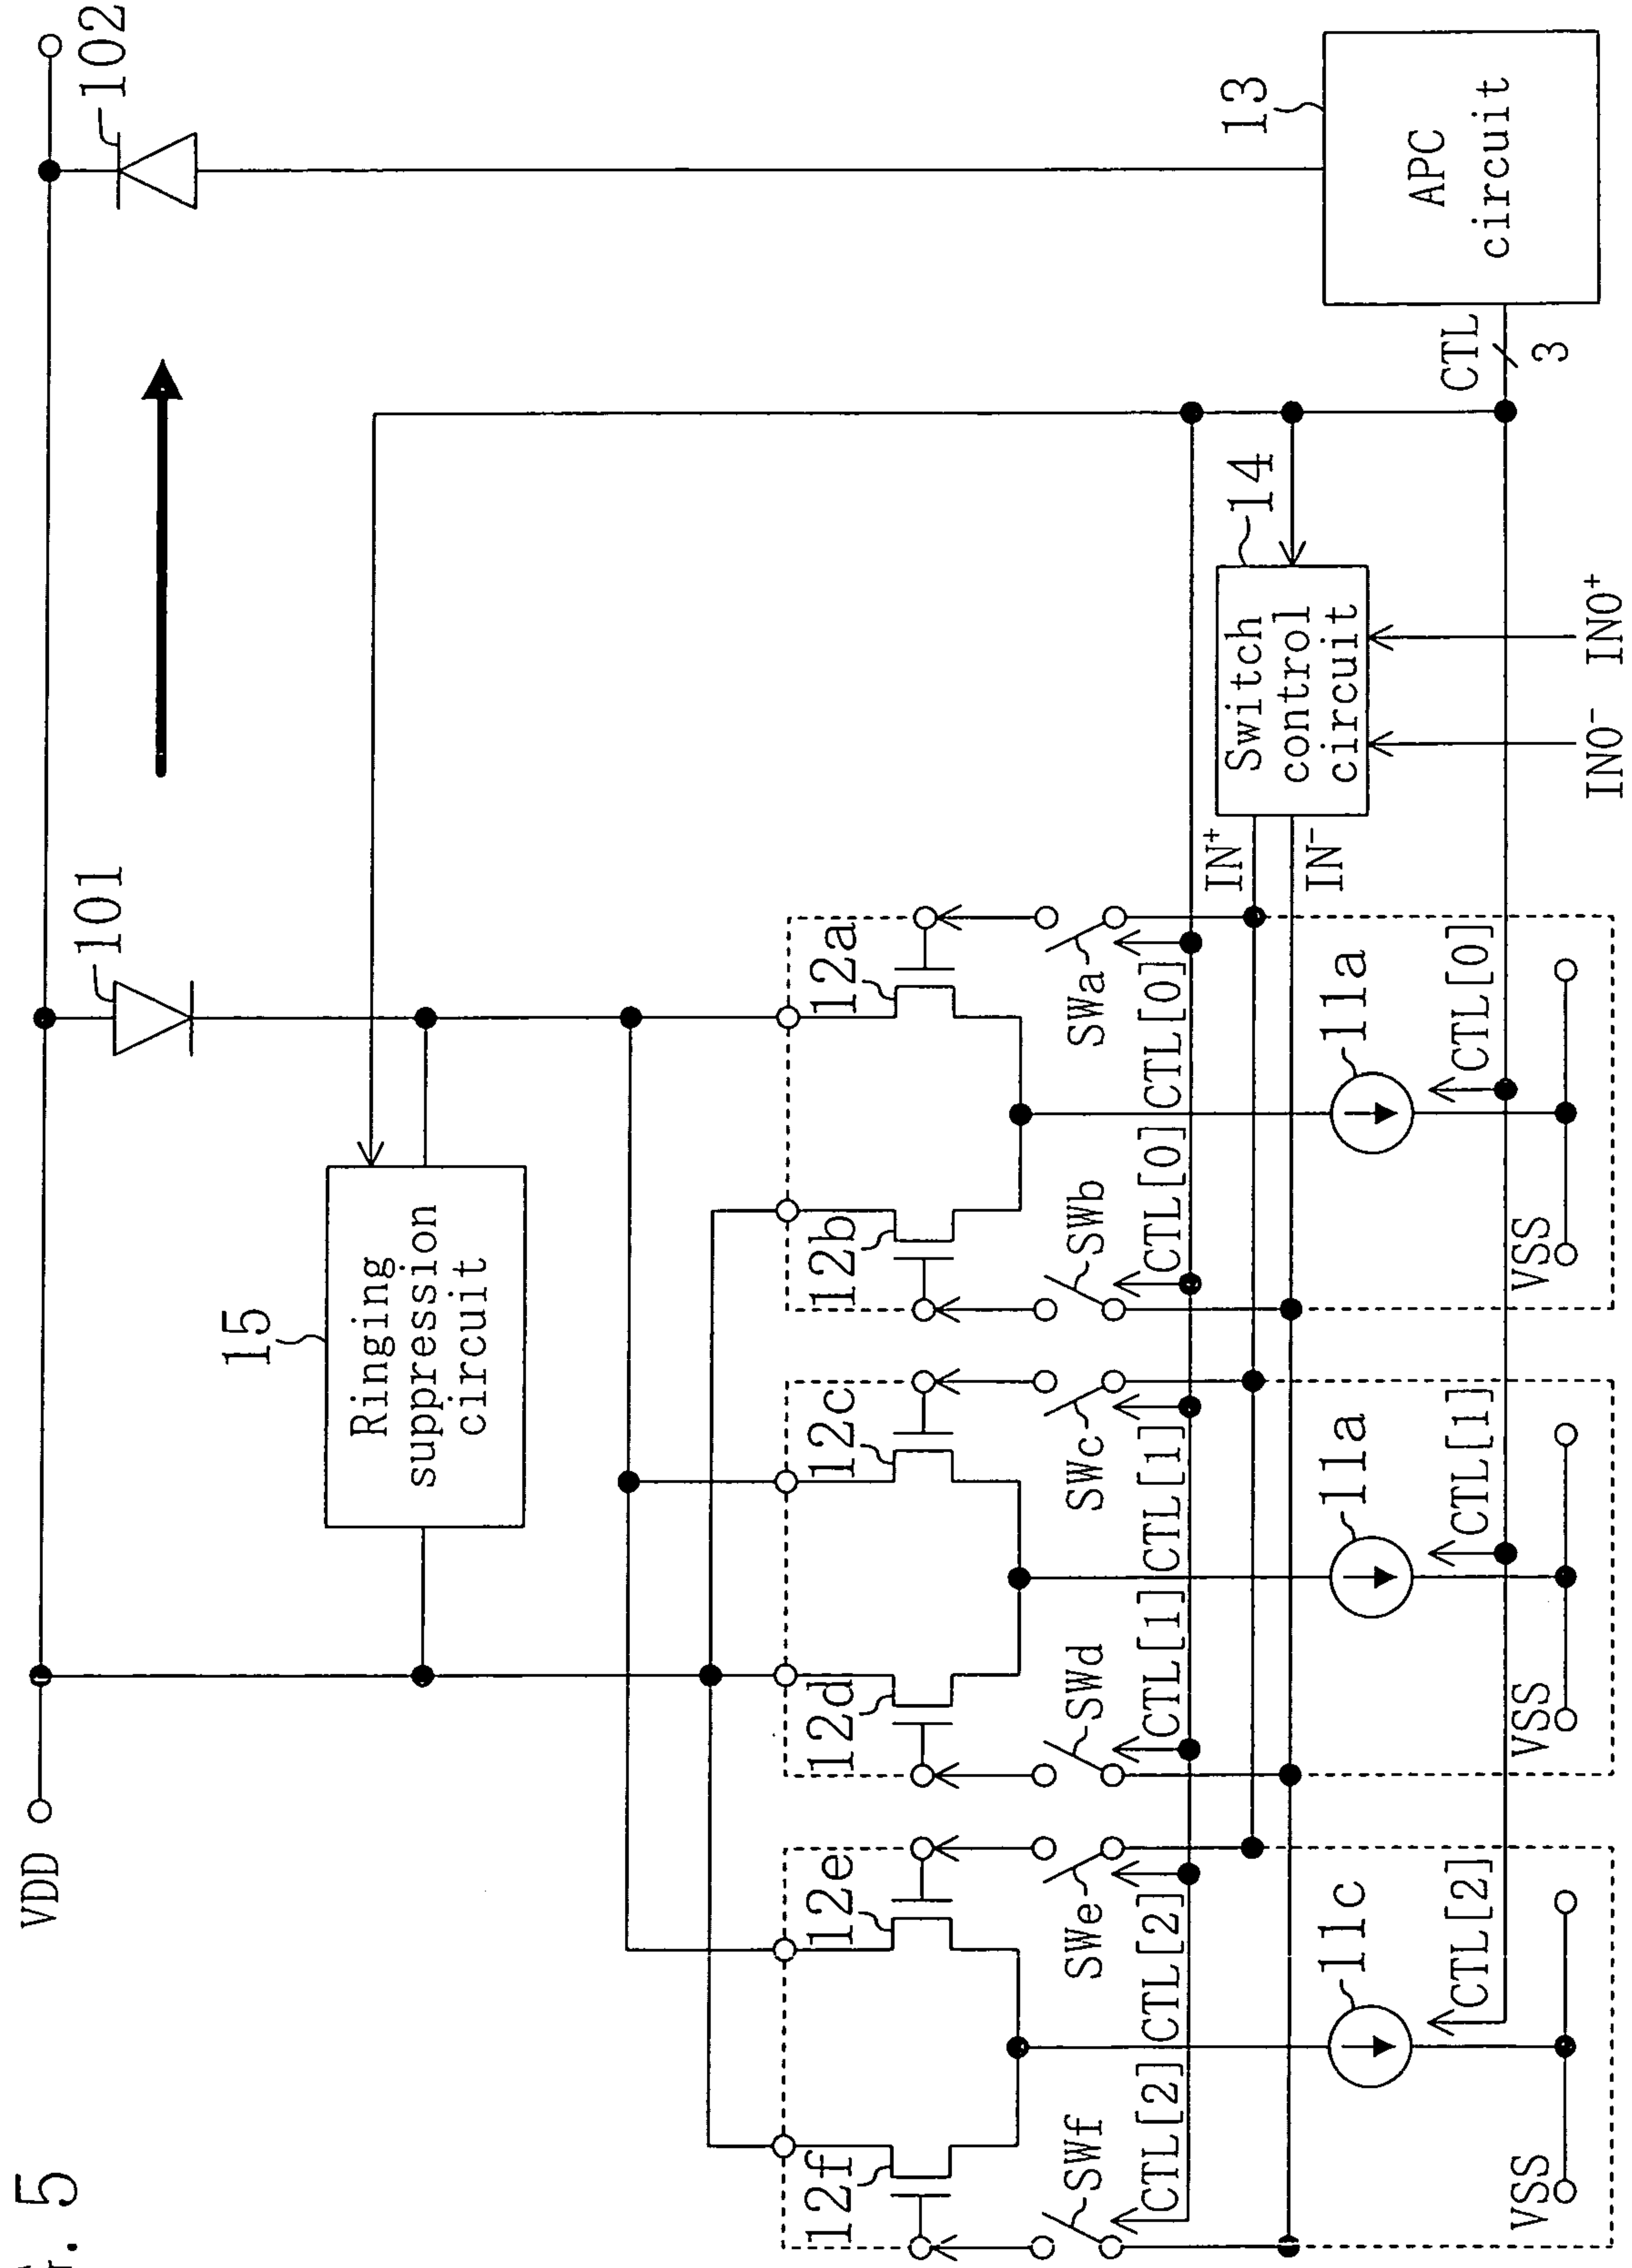 5
VDD
101
102
15
Ringing
suppression
circuit
12f
12e
12d
12c
12b
12a
SWf
SWe
SWd
SWc
SWb
SWa
CTL[2] CTL[2]
CTL[1] CTL[1]
CTL[0] CTL[0]
IN+
IN-
14
Switch
control
circuit
13
APC
circuit
CTL
3
11c
11a
11a
CTL[2]
CTL[1]
CTL[0]
VSS
VSS
VSS
IN0- IN0+